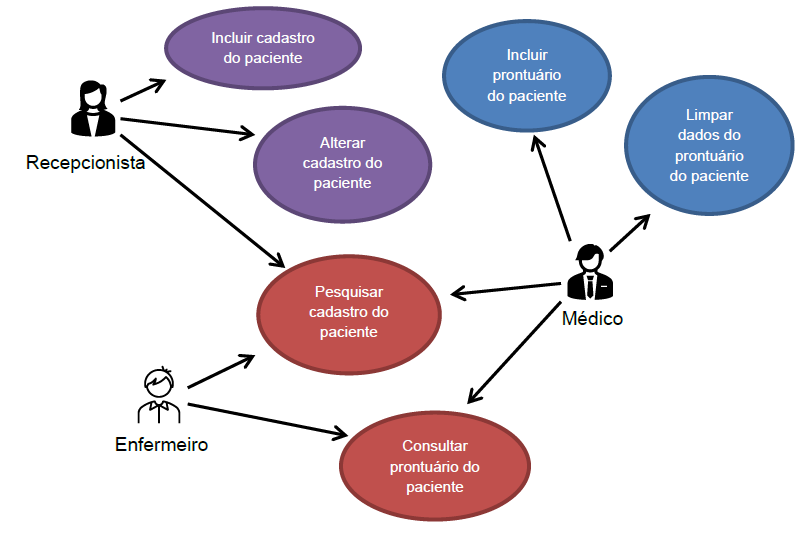 Incluir cadastro
do paciente
Incluir
prontuário
do paciente
Limpar
dados do
prontuário
do paciente
Alterar
cadastro do
paciente
Recepcionista
Pesquisar
cadastro do
paciente
Médico
Enfermeiro
Consultar
prontuário do
paciente